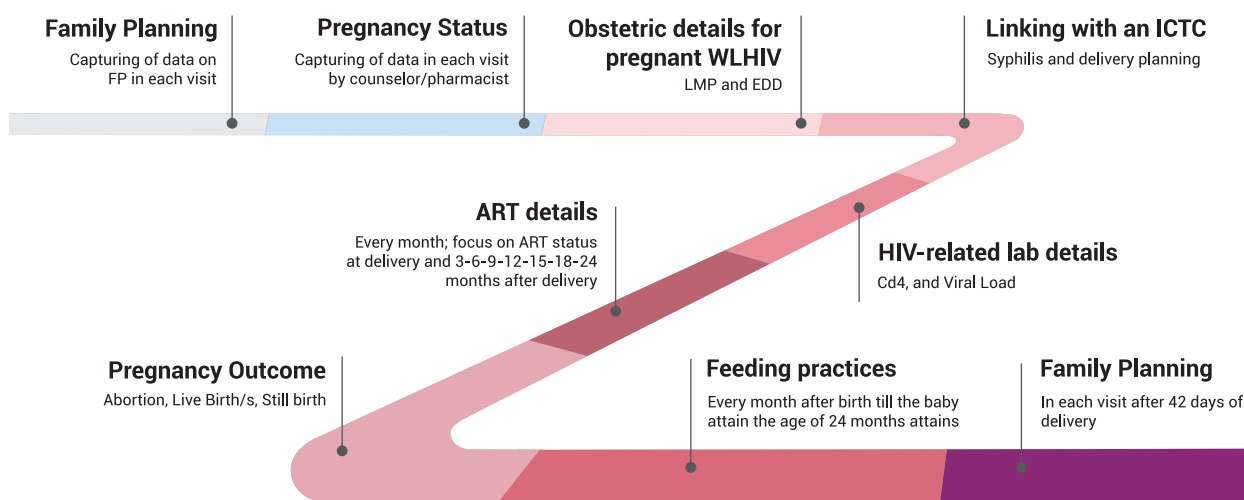 Family Planning
Capturing of data on
FP in each visit
Pregnancy Status
Capturing of data in each visit
by counselor/pharmacist
Obstetric details for
pregnant WLHIV
LMP and EDD
Linking with an ICTC
Syphilis and delivery planning
HIV-related lab details
Cd4, and Viral Load
ART details
Every month; focus on ART status
at delivery and 3-6-9-12-15-18-24
months after delivery
Pregnancy Outcome
Abortion, Live Birth/s, Still birth
Feeding practices
Every month after birth till the baby
attain the age of 24 months attains
Family Planning
In each visit after 42 days of
delivery